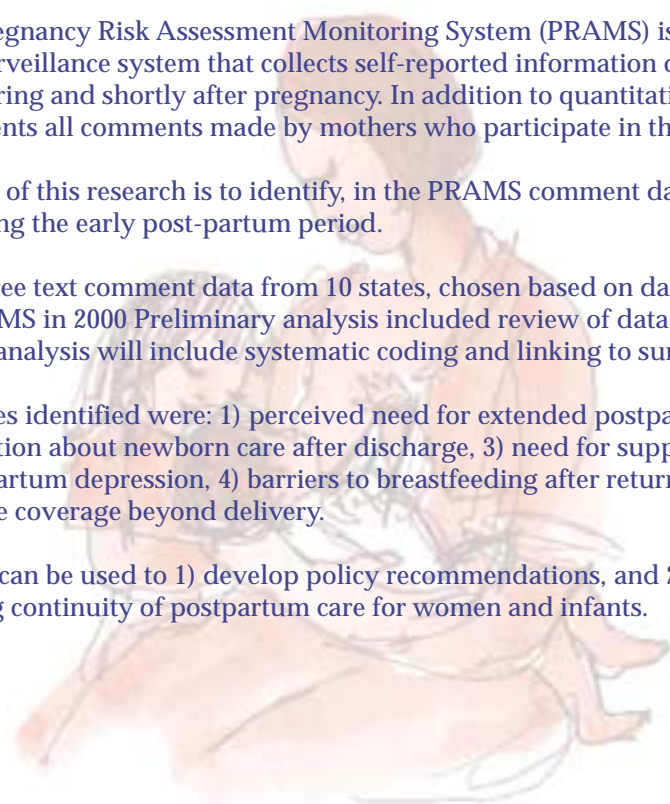 egnancy Risk Assessment Monitoring System (PRAMS) is
rveillance system that collects self-reported information o
ring and shortly after pregnancy. In addition to quantitati
ents all comments made by mothers who participate in th
of this research is to identify, in the PRAMS comment da
ng the early post-partum period.
ree text comment data from 10 states, chosen based on da
MS in 2000 Preliminary analysis included review of data
analysis will include systematic coding and linking to sur
es identified were: 1) perceived need for extended postpa
tion about newborn care after discharge, 3) need for supp
artum depression, 4) barriers to breastfeeding after return
e coverage beyond delivery.
can be used to 1) develop policy recommendations, and 2
g continuity of postpartum care for women and infants.